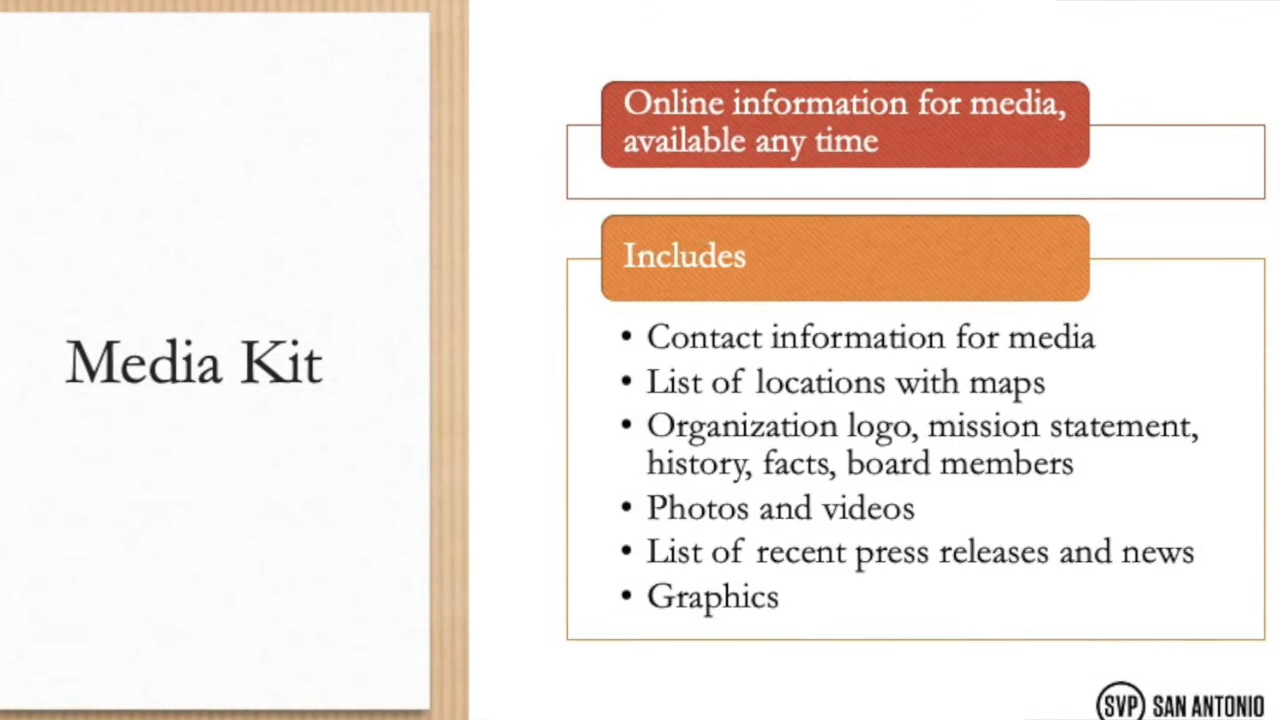 Media Kit
Online information for media,
available any time
Includes
• Contact information for media
• List of locations with maps
• Organization logo, mission statement,
history, facts, board members
• Photos and videos
• List of recent press releases and news
• Graphics
SVP SAN ANTONIO